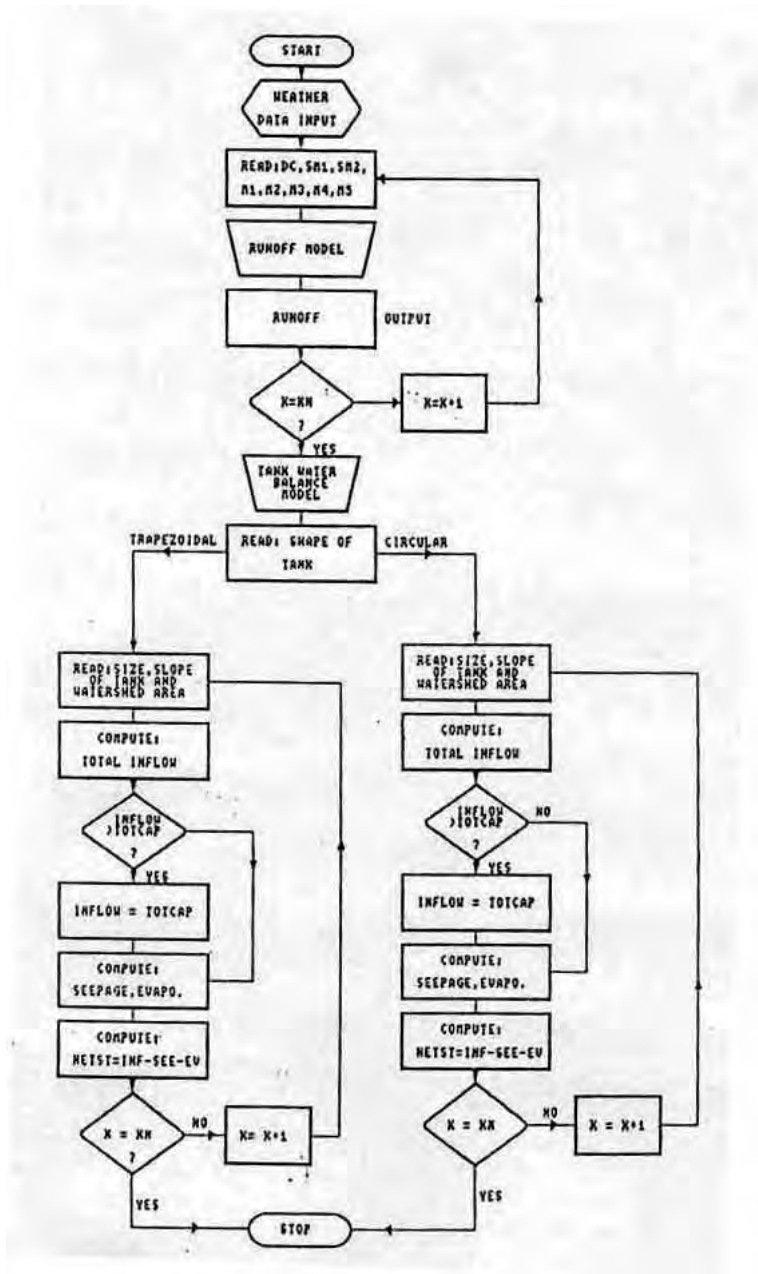 START
WEATHER
DATA INPUT
READ:DC,SM1,SM2,
M1,M2,M3,M4,M5
RUNOFF MODEL
RUNOFF
OUTPUT
K=KN
?
K=K+1
YES
TANK WATER
BALANCE
MODEL
TRAPEZOIDAL
READ: SHAPE OF
TANK
CIRCULAR
READ:SIZE,SLOPE
OF TANK AND
WATERSHED AREA
COMPUTE:
TOTAL INFLOW
INFLOW
>TOTCAP
?
YES
INFLOW = TOTCAP
COMPUTE:
SEEPAGE,EVAPO.
COMPUTE:
NETST=INF-SEE-EV
K = KN
?
NO
K= K+1
YES
READ:SIZE,SLOPE
OF TANK AND
WATERSHED AREA
COMPUTE:
TOTAL INFLOW
INFLOW
>TOTCAP
?
NO
YES
INFLOW = TOTCAP
COMPUTE:
SEEPAGE,EVAPO.
COMPUTE:
NETST=INF-SEE-EV
K = KN
NO
K = K+1
YES
STOP